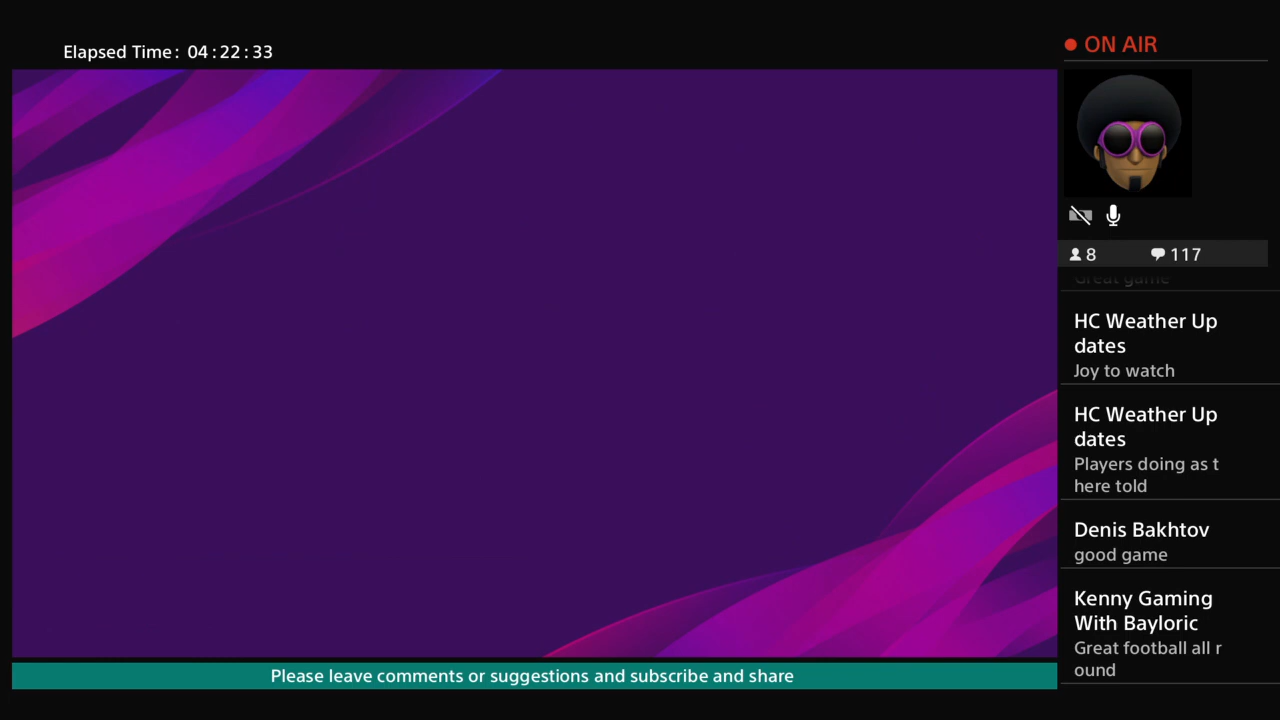 Elapsed Time: 04:22:33
ON AIR
8
117
Great game
HC Weather Up
dates
Joy to watch
HC Weather Up
dates
Players doing as t
here told
Denis Bakhtov
good game
Kenny Gaming
With Bayloric
Great football all r
ound
Please leave comments or suggestions and subscribe and share